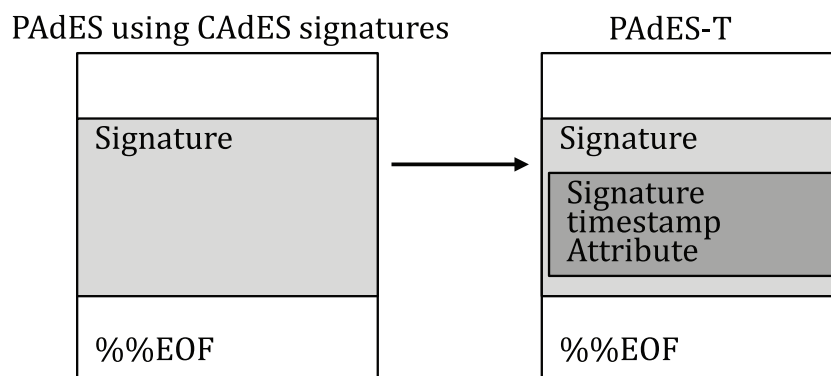 PAdES using CAdES signatures
Signature
%%EOF
PAdES-T
Signature
Signature
timestamp
Attribute
%%EOF